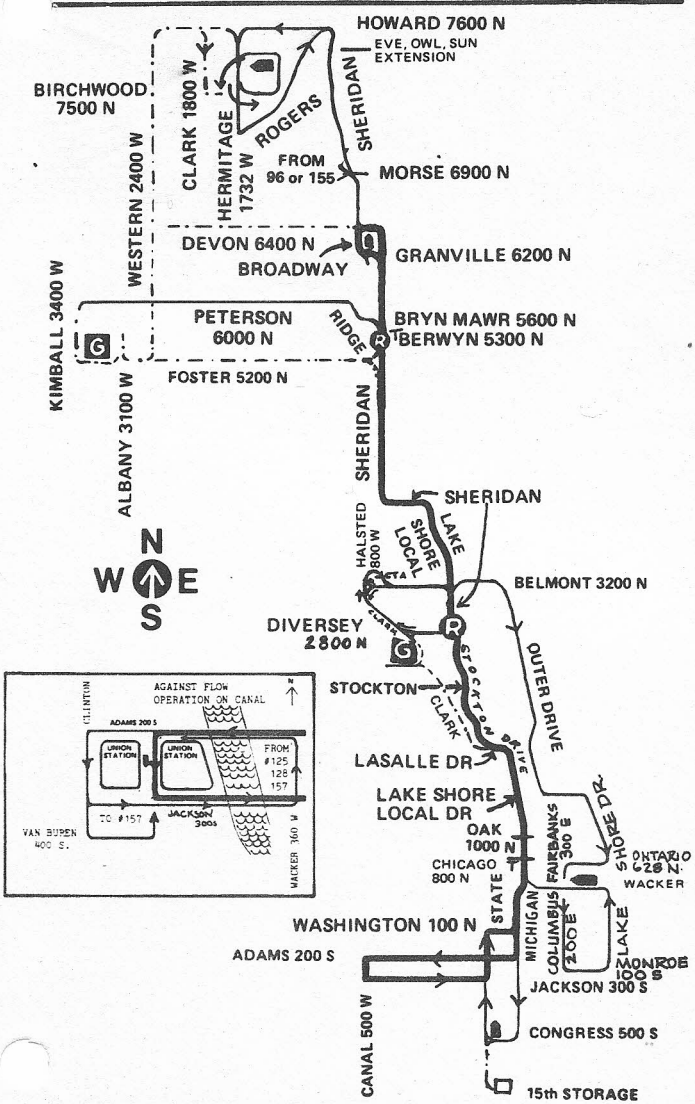 HOWARD 7600 N
EVE, OWL, SUN
EXTENSION
BIRCHWOOD
7500 N
CLARK 1800 W
HERMITAGE
1732 W
ROGERS
SHERIDAN
WESTERN 2400 W
FROM
96 or 155
MORSE 6900 N
DEVON 6400 N
BROADWAY
GRANVILLE 6200 N
KIMBALL 3400 W
PETERSON
6000 N
RIDGE
BRYN MAWR 5600 N
R
T
BERWYN 5300 N
G
FOSTER 5200 N
ALBANY 3100 W
SHERIDAN
SHERIDAN
LAKE
SHORE
LOCAL
N
W E
S
HALSTED
800 W
CTA
BELMONT 3200 N
CLARK
DIVERSEY
2800 N
R
G
STOCKTON DRIVE
OUTER DRIVE
STOCKTON
CLARK
LASALLE DR
LAKE SHORE
LOCAL DR
OAK
1000 N
CHICAGO
800 N
FAIRBANKS
300 E
SHORE DR.
ONTARIO
628 N.
WACKER
STATE
MICHIGAN
COLUMBUS
200 E
LAKE
WASHINGTON 100 N
ADAMS 200 S
MONROE
100 S
JACKSON 300 S
CANAL 500 W
CONGRESS 500 S
15th STORAGE
CLINTON
AGAINST FLOW
OPERATION ON CANAL
N
ADAMS 200 S
UNION
STATION
UNION
STATION
FROM
#125
128
157
TO #157
JACKSON
300S
VAN BUREN
400 S.
WACKER 360 W